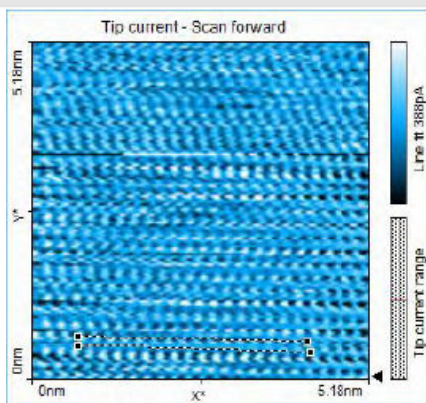 Tip current - Scan forward
5.18nm
Y*
0nm
0nm
X*
5.18nm
Line fit 388pA
Tip current range